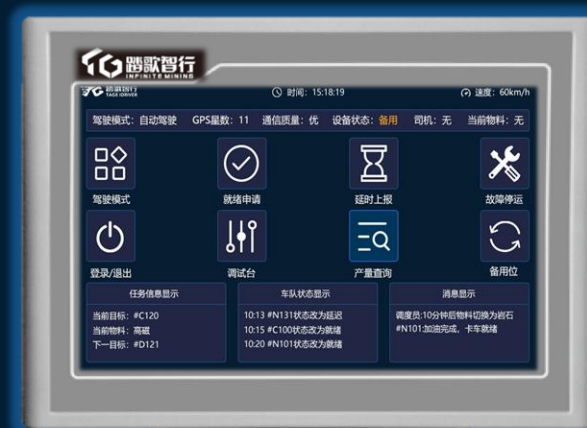 踏歌智行
INFINITE MINING
踏歌智行
TAGE IDRIVER
时间：15:18:19
速度：60km/h
驾驶模式：自动驾驶 GPS星数：11 通信质量：优 设备状态：备用 司机：无 当前物料：无
驾驶模式 就绪申请 延时上报 故障停运
登录/退出 调试台 产量查询 备用位
任务信息显示
当前目标：#C120
当前物料：高磁
下一目标：#D121
车队状态显示
10:13 #N131状态改为延迟
10:15 #C100状态改为就绪
10:20 #N101状态改为就绪
消息显示
调度员:10分钟后物料切换为岩石
#N101:加油完成。卡车就绪